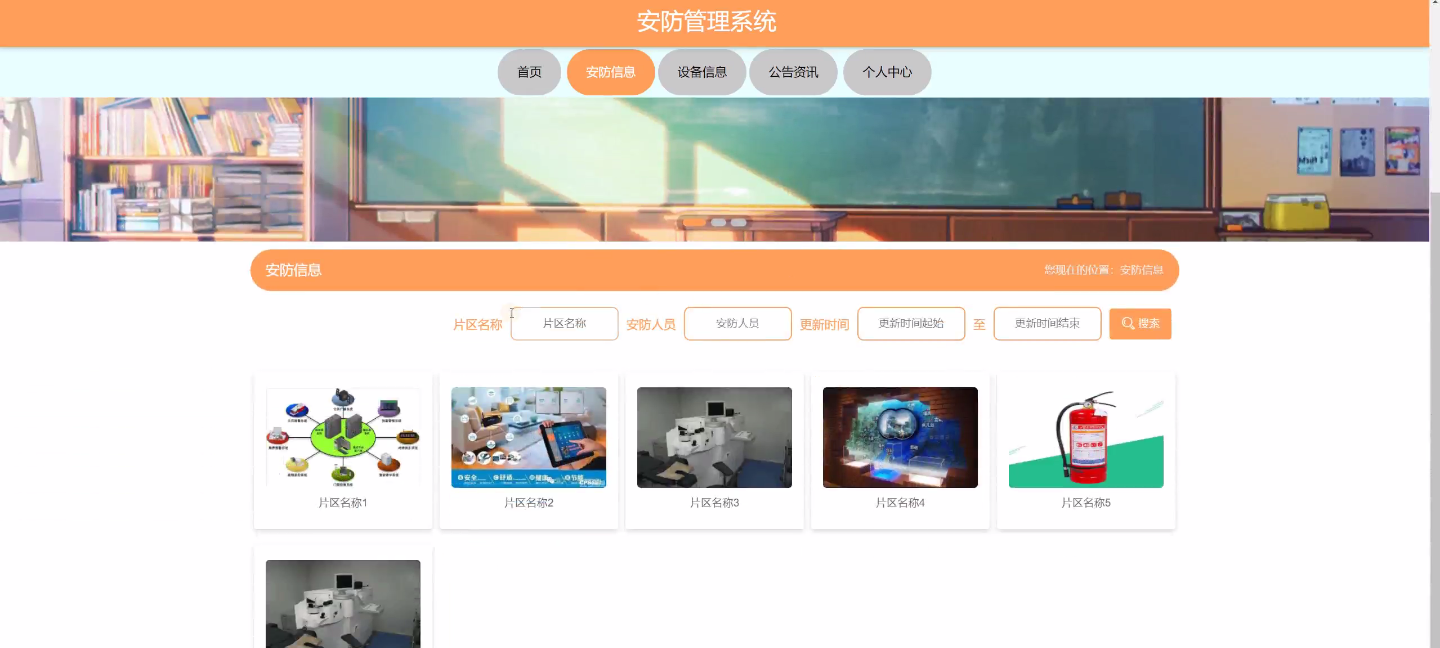 安防管理系统
首页
安防信息
设备信息
公告资讯
个人中心
安防信息
您现在的位置：安防信息
片区名称
片区名称
安防人员
安防人员
更新时间
更新时间起始
至
更新时间结束
搜索
片区名称1
片区名称2
片区名称3
片区名称4
片区名称5